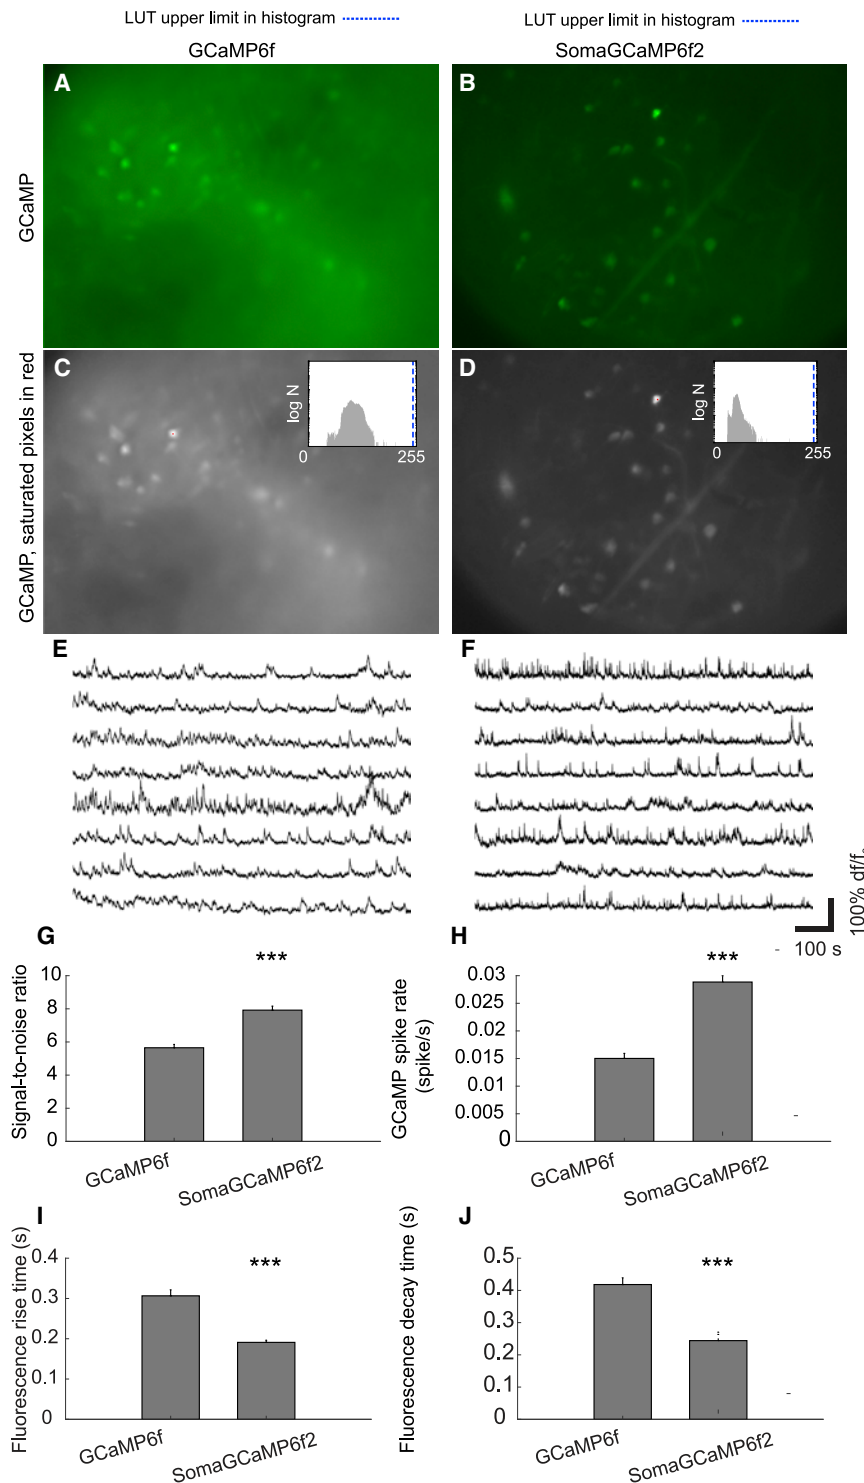 LUT upper limit in histogram
LUT upper limit in histogram
GCaMP6f
SomaGCaMP6f2
A
B
GCaMP
C
log N
0
255
D
log N
0
255
GCaMP, saturated pixels in red
E
F
100% df/f₀
100 s
G
***
Signal-to-noise ratio
10
8
6
4
2
0
GCaMP6f
SomaGCaMP6f2
H
***
GCaMP spike rate
(spike/s)
0.03
0.025
0.02
0.015
0.01
0.005
0
GCaMP6f
SomaGCaMP6f2
I
***
Fluorescence rise time (s)
0.4
0.3
0.2
0.1
0
GCaMP6f
SomaGCaMP6f2
J
***
Fluorescence decay time (s)
0.5
0.4
0.3
0.2
0.1
0
GCaMP6f
SomaGCaMP6f2